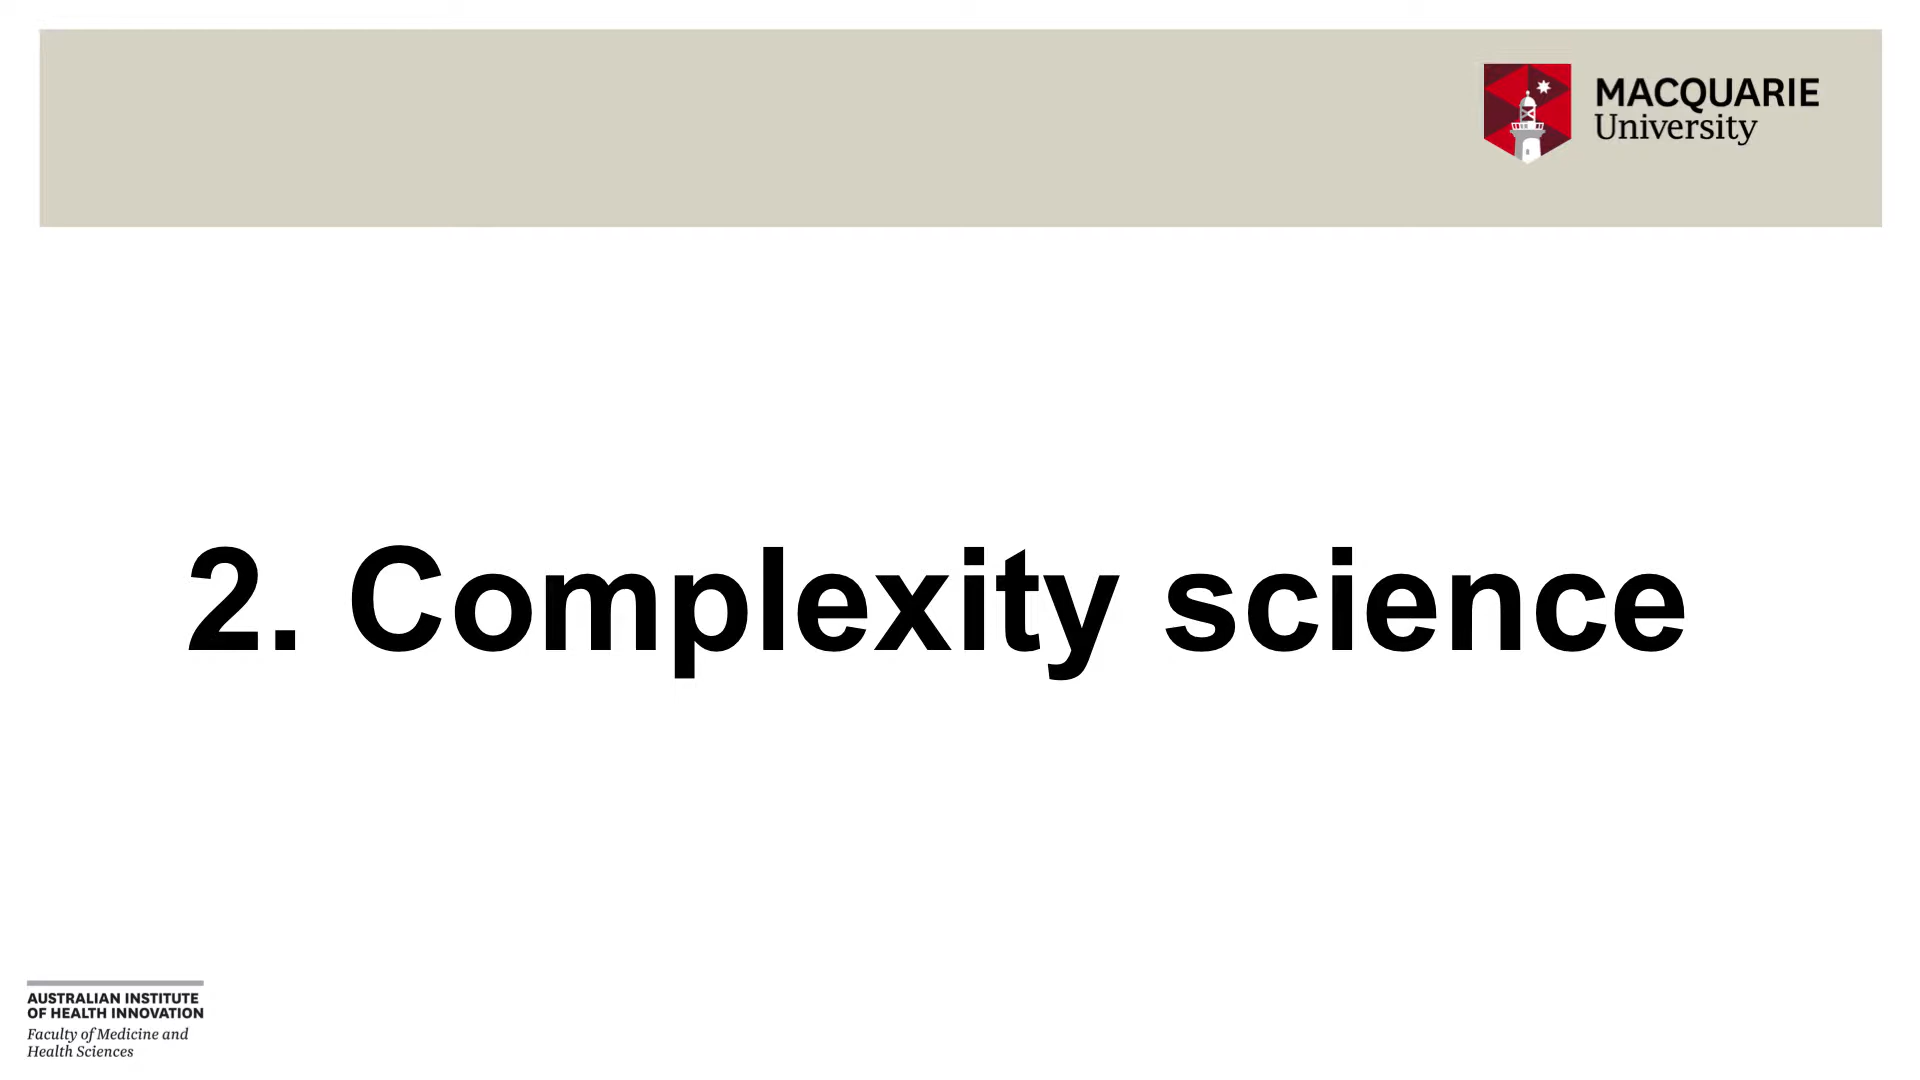 MACQUARIE
University
2. Complexity science
AUSTRALIAN INSTITUTE
OF HEALTH INNOVATION
Faculty of Medicine and
Health Sciences